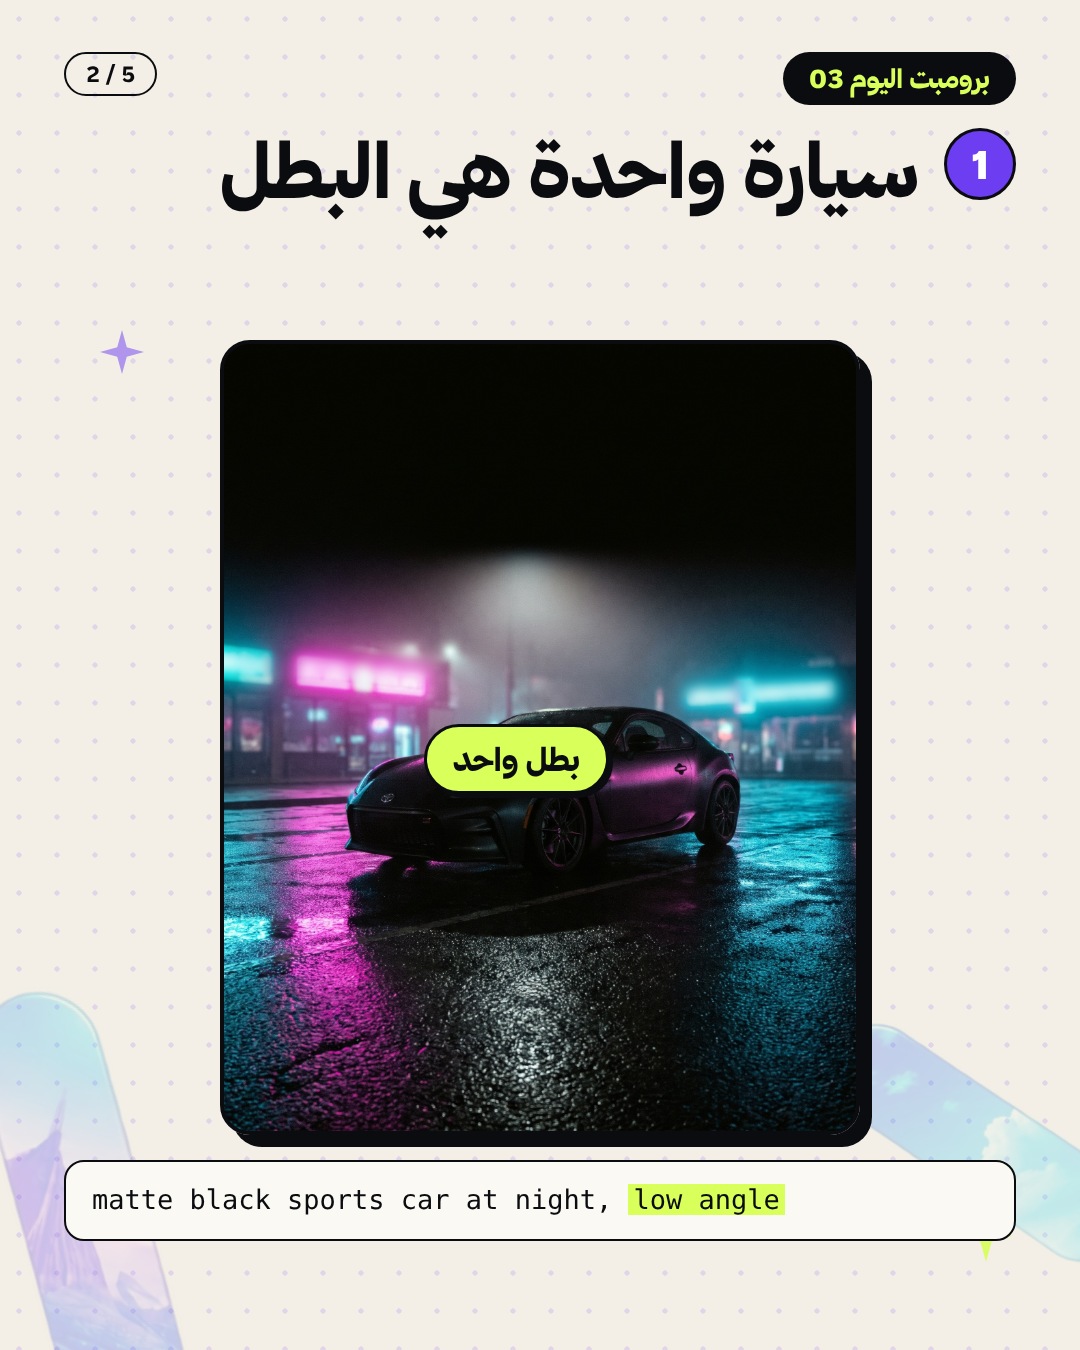 برومبت اليوم 03
2 / 5
1
سيارة واحدة هي البطل
بطل واحد
matte black sports car at night, low angle